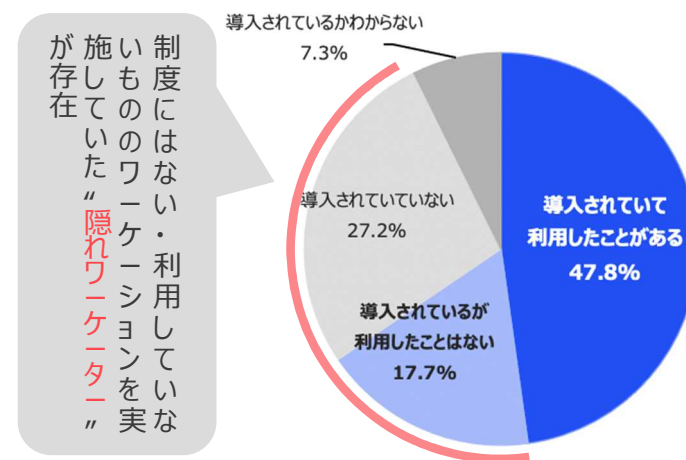 制度にはない・利用していな
いもののワーケーションを実
施していた“隠れワーケーター”
が存在
導入されているかわからない
7.3%
導入されていていない
27.2%
導入されているが
利用したことはない
17.7%
導入されていて
利用したことがある
47.8%